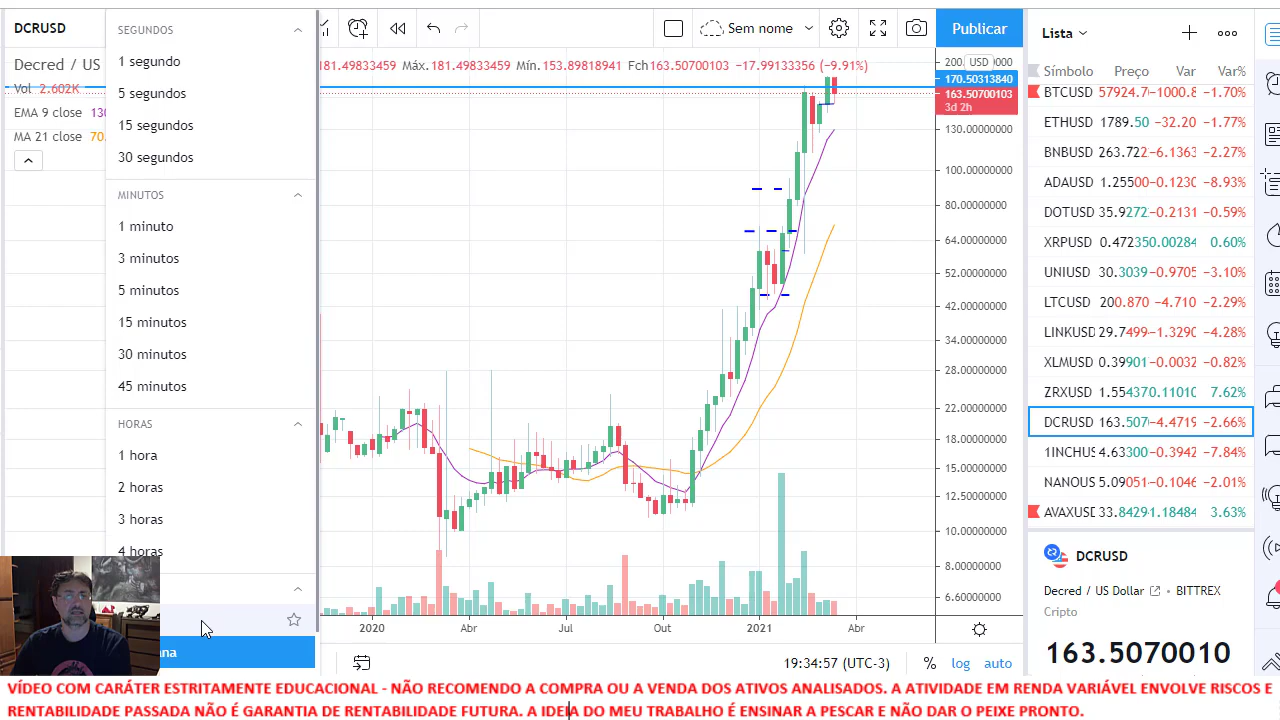 DCRUSD
Sem nome
Publicar
Decred / US
181.49833459 Máx.181.49833459 Mín.153.89818941 Fch163.50700103 −17.99133356 (−9.91%)
Vol 2.602K
EMA 9 close 130
MA 21 close 70.
SEGUNDOS
1 segundo
5 segundos
15 segundos
30 segundos
MINUTOS
1 minuto
3 minutos
5 minutos
15 minutos
30 minutos
45 minutos
HORAS
1 hora
2 horas
3 horas
4 horas
ana
USD
170.50313840
163.50700103
3d 2h
130.00000000
100.00000000
80.00000000
64.00000000
52.00000000
42.00000000
34.00000000
28.00000000
22.00000000
18.00000000
15.00000000
12.50000000
10.00000000
8.00000000
6.60000000
2020 Abr Jul Out 2021 Abr
19:34:57 (UTC-3) % log auto
Lista
Símbolo Preço Var Var%
BTCUSD 57924.7 −1000.8 −1.70%
ETHUSD 1789.50 −32.20 −1.77%
BNBUSD 263.722 −6.1363 −2.27%
ADAUSD 1.25500 −0.1230 −8.93%
DOTUSD 35.9272 −0.2131 −0.59%
XRPUSD 0.47235 0.00284 0.60%
UNIUSD 30.3039 −0.9705 −3.10%
LTCUSD 200.870 −4.710 −2.29%
LINKUSD 29.7499 −1.3290 −4.28%
XLMUSD 0.39901 −0.0032 −0.82%
ZRXUSD 1.55437 0.11010 7.62%
DCRUSD 163.507 −4.4719 −2.66%
1INCHUS 4.63300 −0.3942 −7.84%
NANOUS 5.09051 −0.1046 −2.01%
AVAXUSD 33.8429 1.18484 3.63%
DCRUSD
Decred / US Dollar • BITTREX
Cripto
163.5070010
VÍDEO COM CARÁTER ESTRITAMENTE EDUCACIONAL - NÃO RECOMENDO A COMPRA OU A VENDA DOS ATIVOS ANALISADOS. A ATIVIDADE EM RENDA VARIÁVEL ENVOLVE RISCOS E
RENTABILIDADE PASSADA NÃO É GARANTIA DE RENTABILIDADE FUTURA. A IDEIA DO MEU TRABALHO É ENSINAR A PESCAR E NÃO DAR O PEIXE PRONTO.